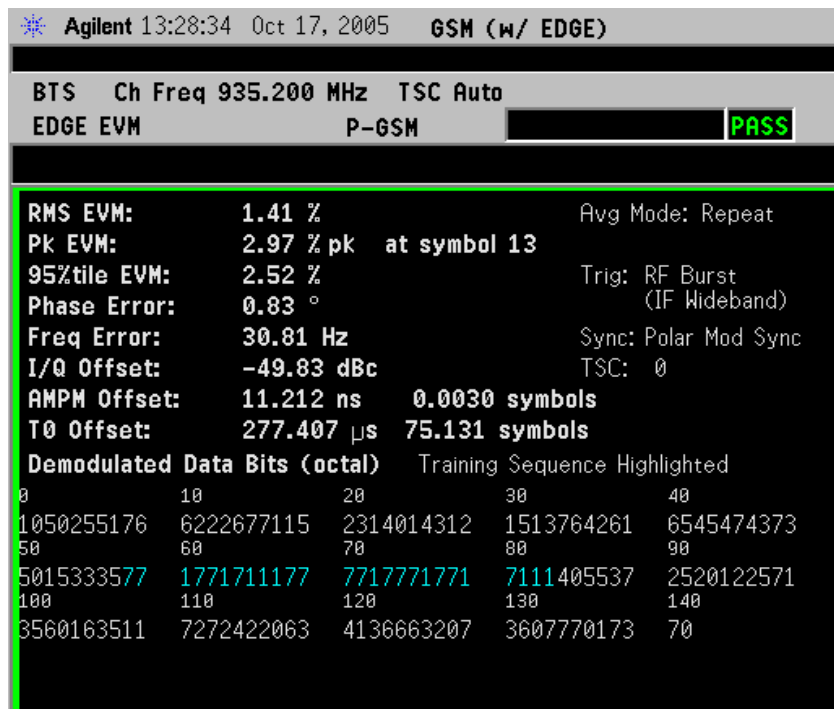 Agilent 13:28:34 Oct 17, 2005 GSM (w/ EDGE)
BTS Ch Freq 935.200 MHz TSC Auto
EDGE EVM P-GSM PASS
RMS EVM: 1.41 % Avg Mode: Repeat
Pk EVM: 2.97 % pk at symbol 13
95%tile EVM: 2.52 % Trig: RF Burst
Phase Error: 0.83 ° (IF Wideband)
Freq Error: 30.81 Hz Sync: Polar Mod Sync
I/Q Offset: -49.83 dBc TSC: 0
AMPM Offset: 11.212 ns 0.0030 symbols
T0 Offset: 277.407 µs 75.131 symbols
Demodulated Data Bits (octal) Training Sequence Highlighted
0 10 20 30 40
1050255176 6222677115 2314014312 1513764261 6545474373
50 60 70 80 90
5015333577 1771711177 7717771771 7111405537 2520122571
100 110 120 130 140
3560163511 7272422063 4136663207 3607770173 70